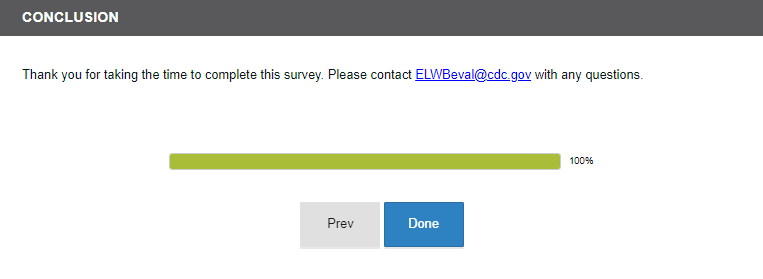 CONCLUSION
Thank you for taking the time to complete this survey. Please contact ELWBeval@cdc.gov with any questions.
100%
Prev
Done